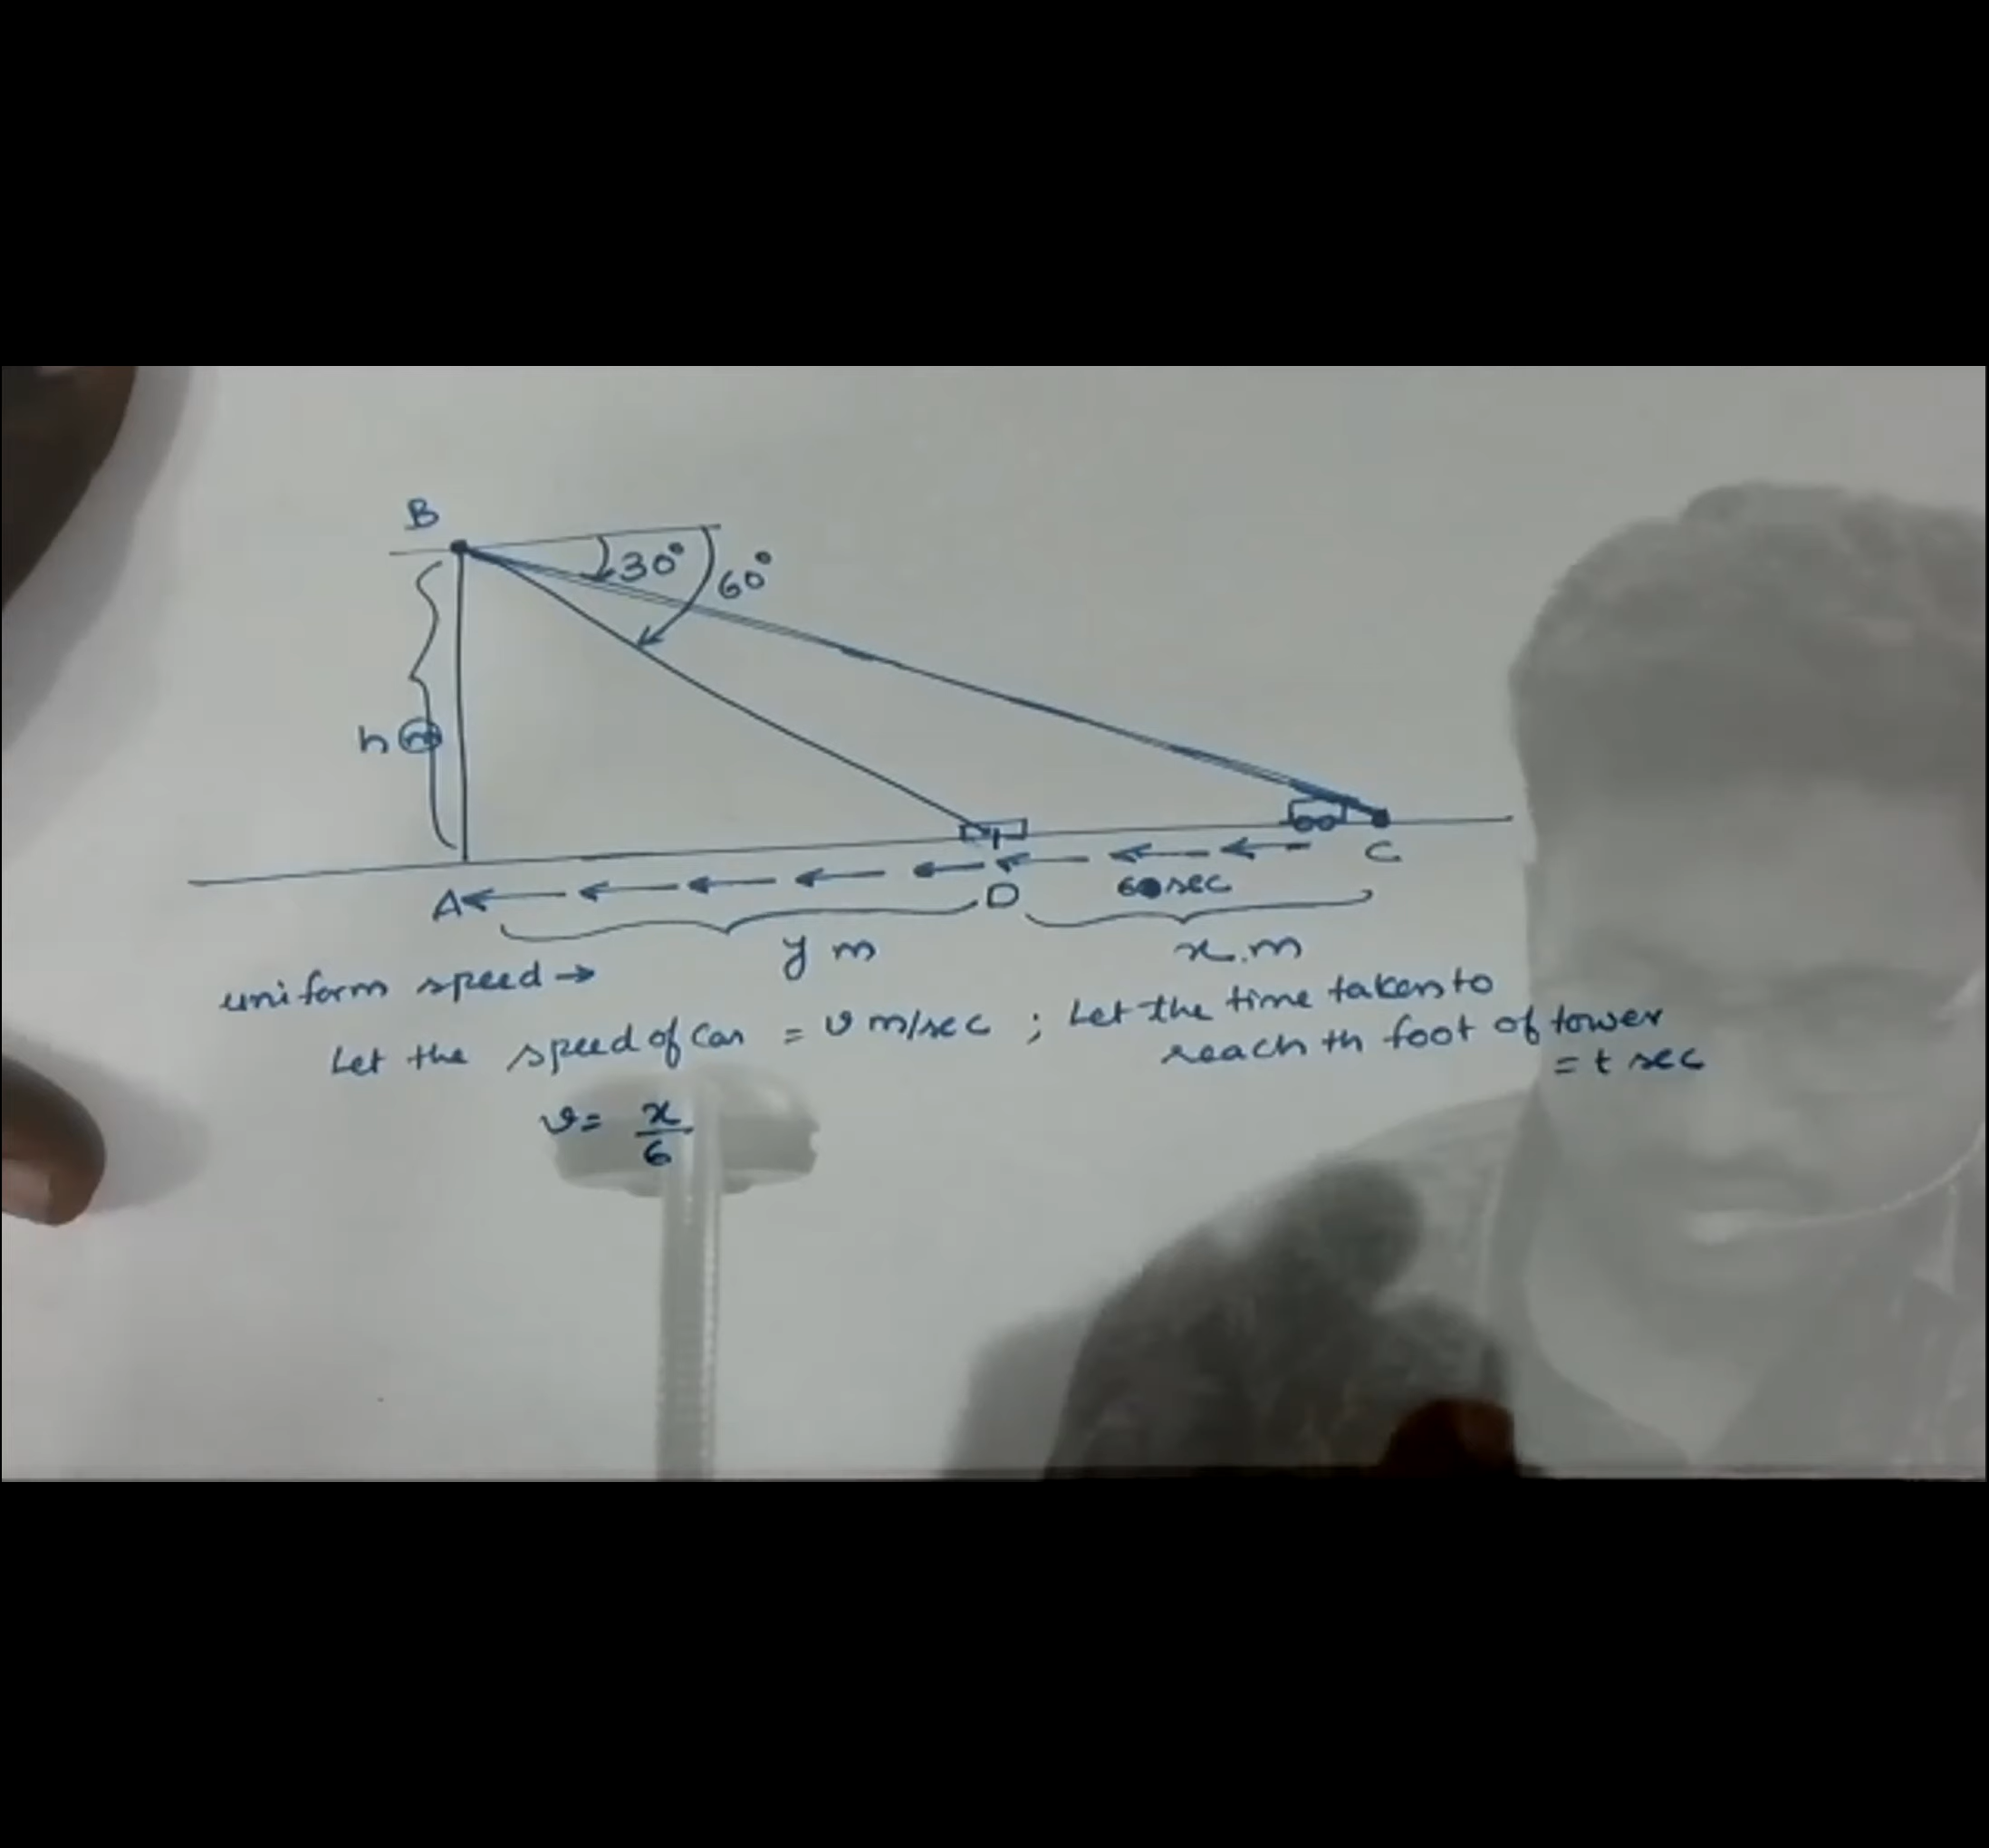 B
30°
60°
h m
C
A
D
60 sec
y m
x.m
uniform speed →
Let the speed of car = v m/sec ; Let the time taken to
reach th foot of tower
= t sec
v = x/6